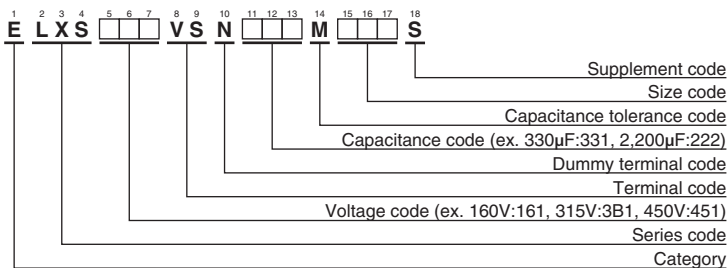 1 2 3 4 5 6 7 8 9 10 11 12 13 14 15 16 17 18
E L X S V S N M S
Supplement code
Size code
Capacitance tolerance code
Capacitance code (ex. 330µF:331, 2,200µF:222)
Dummy terminal code
Terminal code
Voltage code (ex. 160V:161, 315V:3B1, 450V:451)
Series code
Category